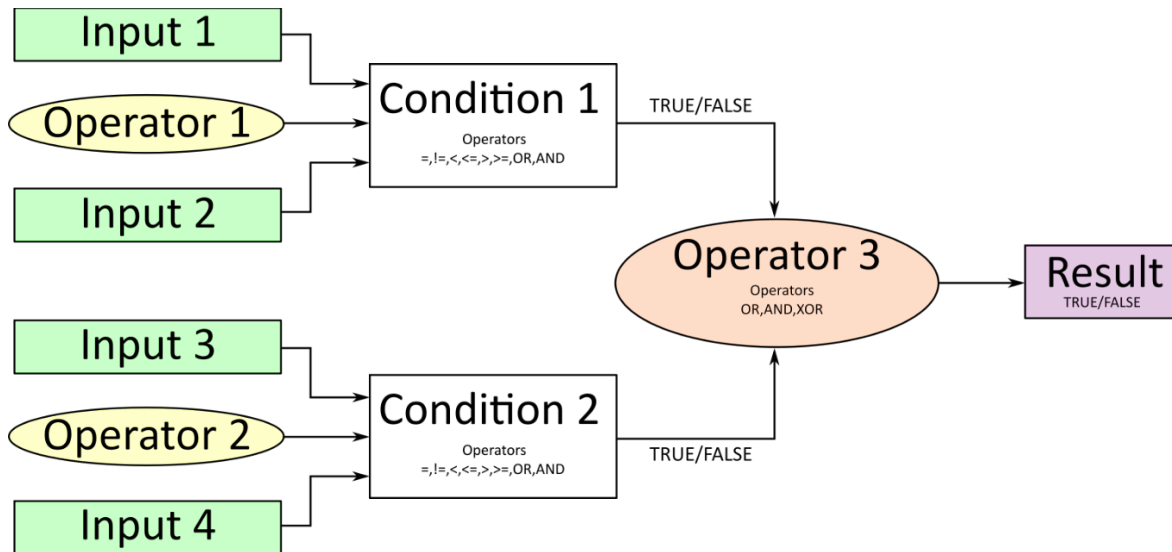 Input 1
Operator 1
Input 2
Condition 1
Operators
=,!=,<,<=,>,>=,OR,AND
TRUE/FALSE
Operator 3
Operators
OR,AND,XOR
Result
TRUE/FALSE
Input 3
Operator 2
Input 4
Condition 2
Operators
=,!=,<,<=,>,>=,OR,AND
TRUE/FALSE